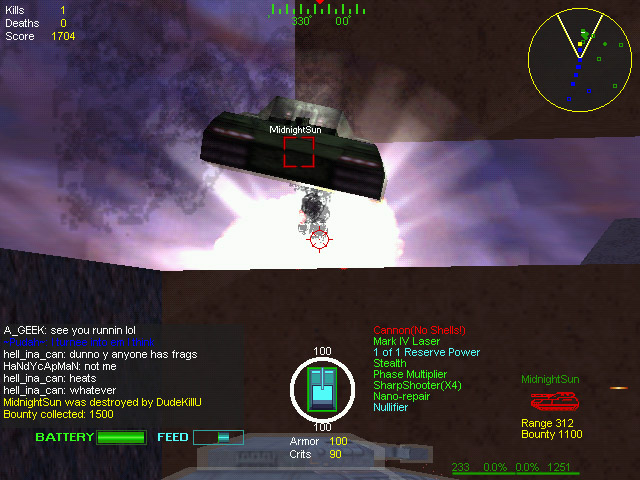 Kills 1
Deaths 0
Score 1704
330 00
MidnightSun
A_GEEK: see you runnin lol
hell_ina_can: dunno y anyone has frags
HaNdYcApMaN: not me
hell_ina_can: heats
hell_ina_can: whatever
MidnightSun was destroyed by DudeKillU
Bounty collected: 1500
BATTERY FEED
100
100
Armor 100
Crits 90
Cannon(No Shells!)
Mark IV Laser
1 of 1 Reserve Power
Stealth
Phase Multiplier
SharpShooter(X4)
Nano-repair
Nullifier
MidnightSun
Range 312
Bounty 1100
233 0.0% 0.0% 1251